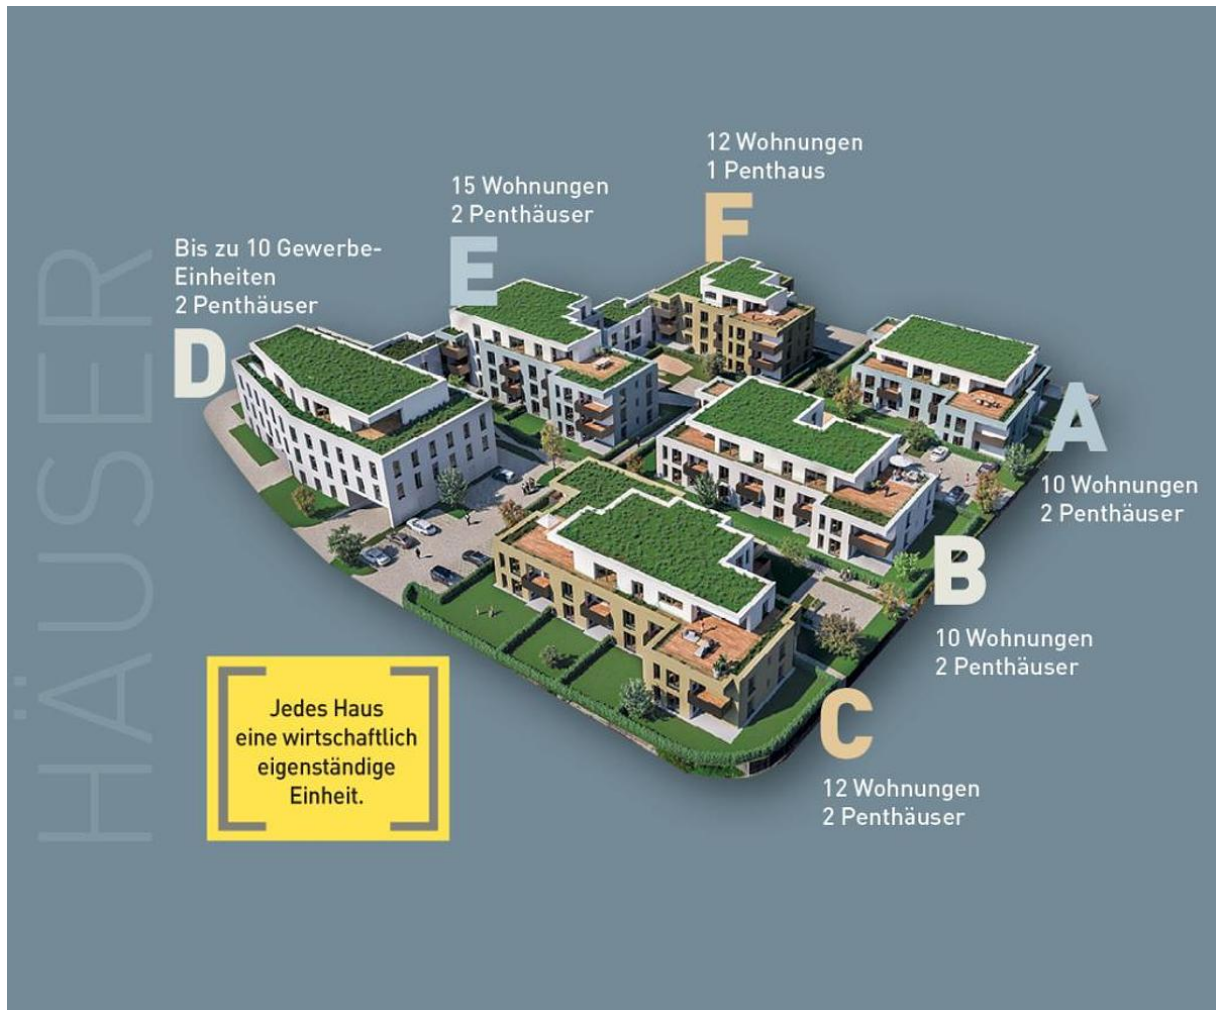 HÄUSER
12 Wohnungen
1 Penthaus
F
15 Wohnungen
2 Penthäuser
E
Bis zu 10 Gewerbe-
Einheiten
2 Penthäuser
D
A
10 Wohnungen
2 Penthäuser
B
10 Wohnungen
2 Penthäuser
C
12 Wohnungen
2 Penthäuser
Jedes Haus
eine wirtschaftlich
eigenständige
Einheit.